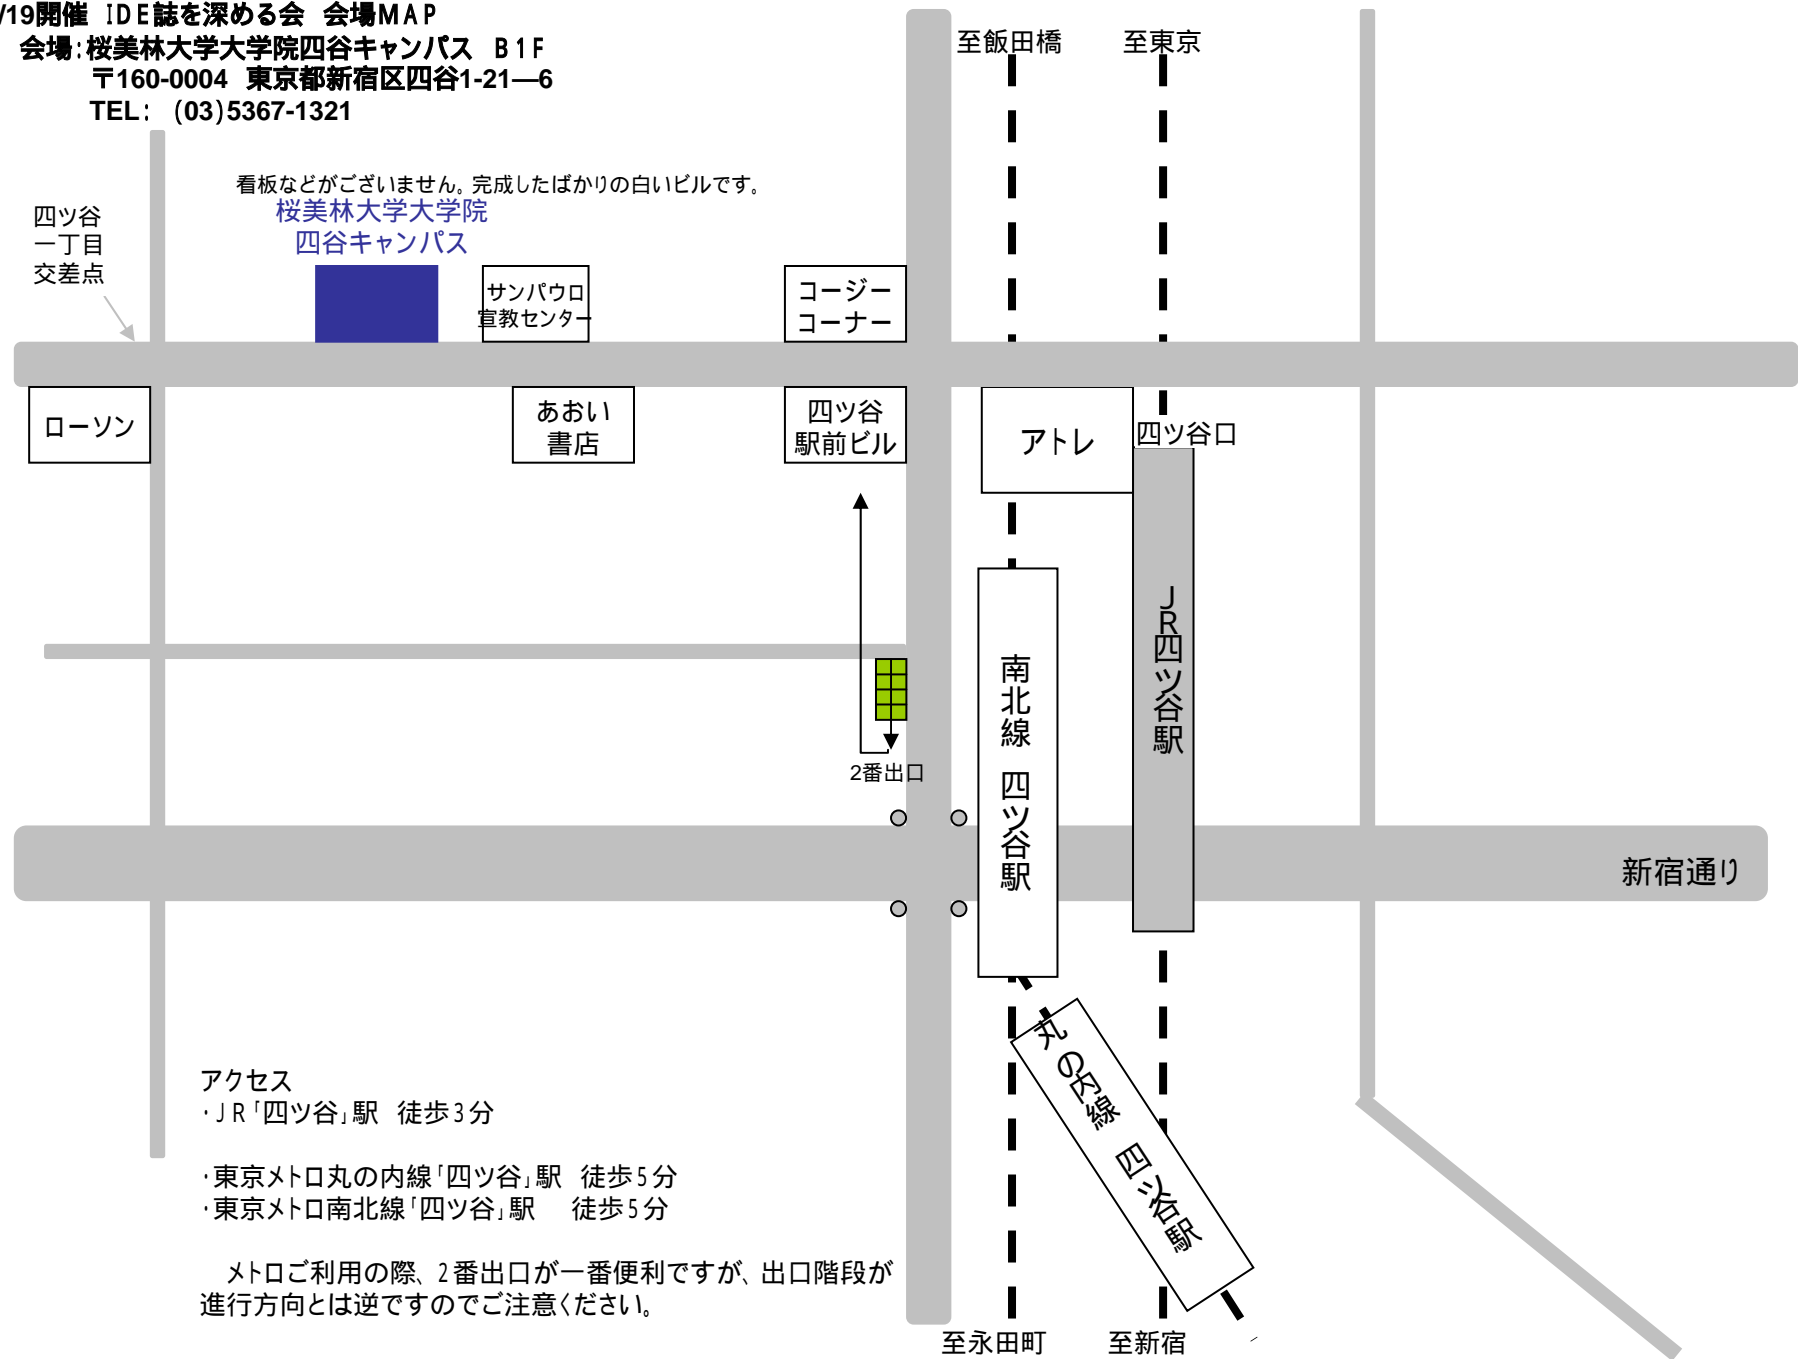 /19開催 IDE誌を深める会 会場MAP
会場:桜美林大学大学院四谷キャンパス B1F
〒160-0004 東京都新宿区四谷1-21―6
TEL: (03)5367-1321
至飯田橋
至東京
看板などがございません。完成したばかりの白いビルです。
桜美林大学大学院
四谷キャンパス
四ツ谷
一丁目
交差点
サンパウロ
宣教センター
コージー
コーナー
ローソン
あおい
書店
四ツ谷
駅前ビル
アトレ
四ツ谷口
JR四ツ谷駅
南北線 四ツ谷駅
2番出口
新宿通り
丸の内線 四ツ谷駅
アクセス
・JR「四ツ谷」駅 徒歩3分
・東京メトロ丸の内線「四ツ谷」駅 徒歩5分
・東京メトロ南北線「四ツ谷」駅 徒歩5分
メトロご利用の際、2番出口が一番便利ですが、出口階段が
進行方向とは逆ですのでご注意ください。
至永田町
至新宿